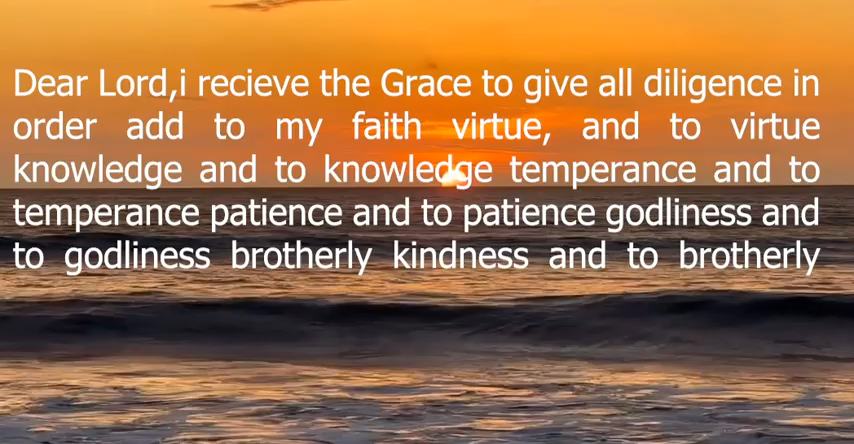 Dear Lord,i recieve the Grace to give all diligence in
order add to my faith virtue, and to virtue
knowledge and to knowledge temperance and to
temperance patience and to patience godliness and
to godliness brotherly kindness and to brotherly